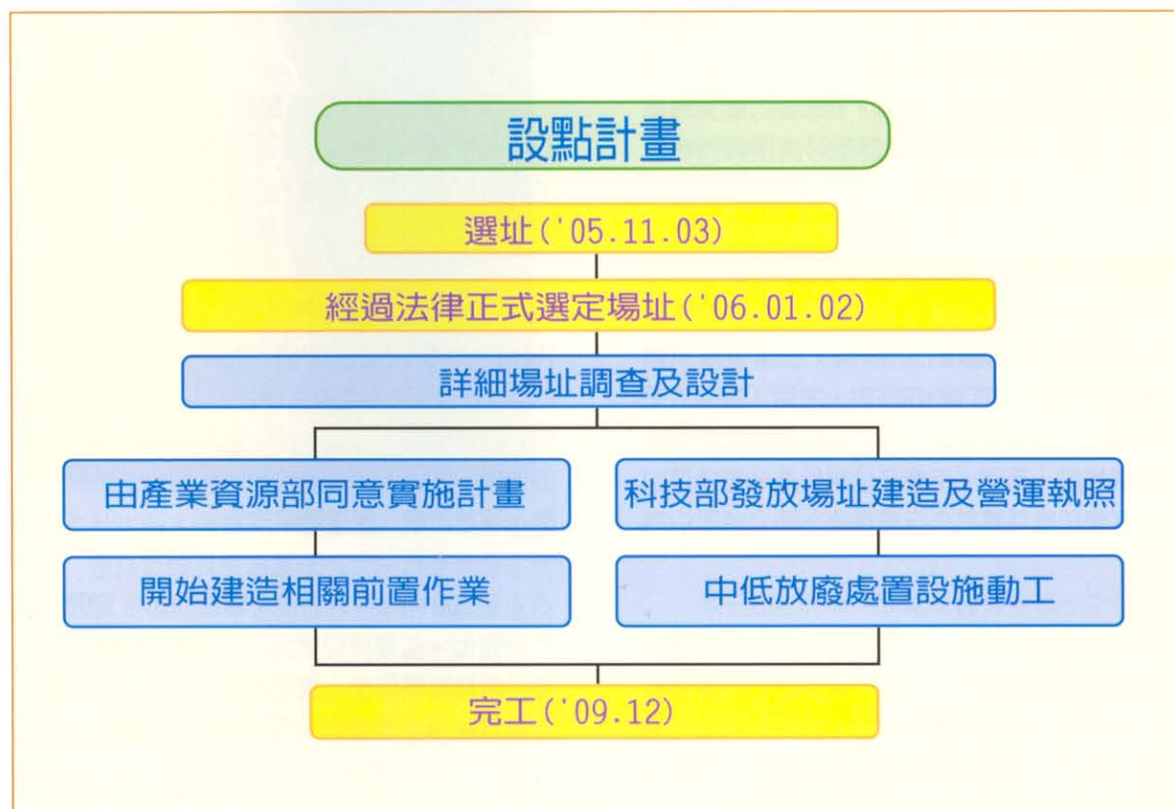 設點計畫
選址('05.11.03)
經過法律正式選定場址('06.01.02)
詳細場址調查及設計
由產業資源部同意實施計畫
科技部發放場址建造及營運執照
開始建造相關前置作業
中低放廢處置設施動工
完工('09.12)